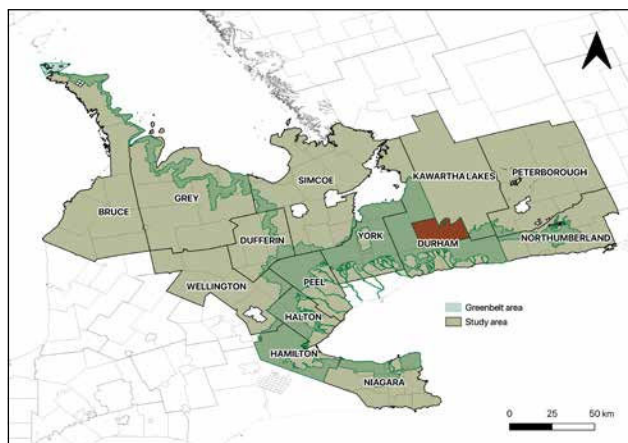 KAWARTHA LAKES
PETERBOROUGH
SIMCOE
GREY
BRUCE
YORK
DUFFERIN
DURHAM
NORTHUMBERLAND
WELLINGTON
PEEL
HALTON
HAMILTON
NIAGARA
Greenbelt area
Study area
0 25 50 km